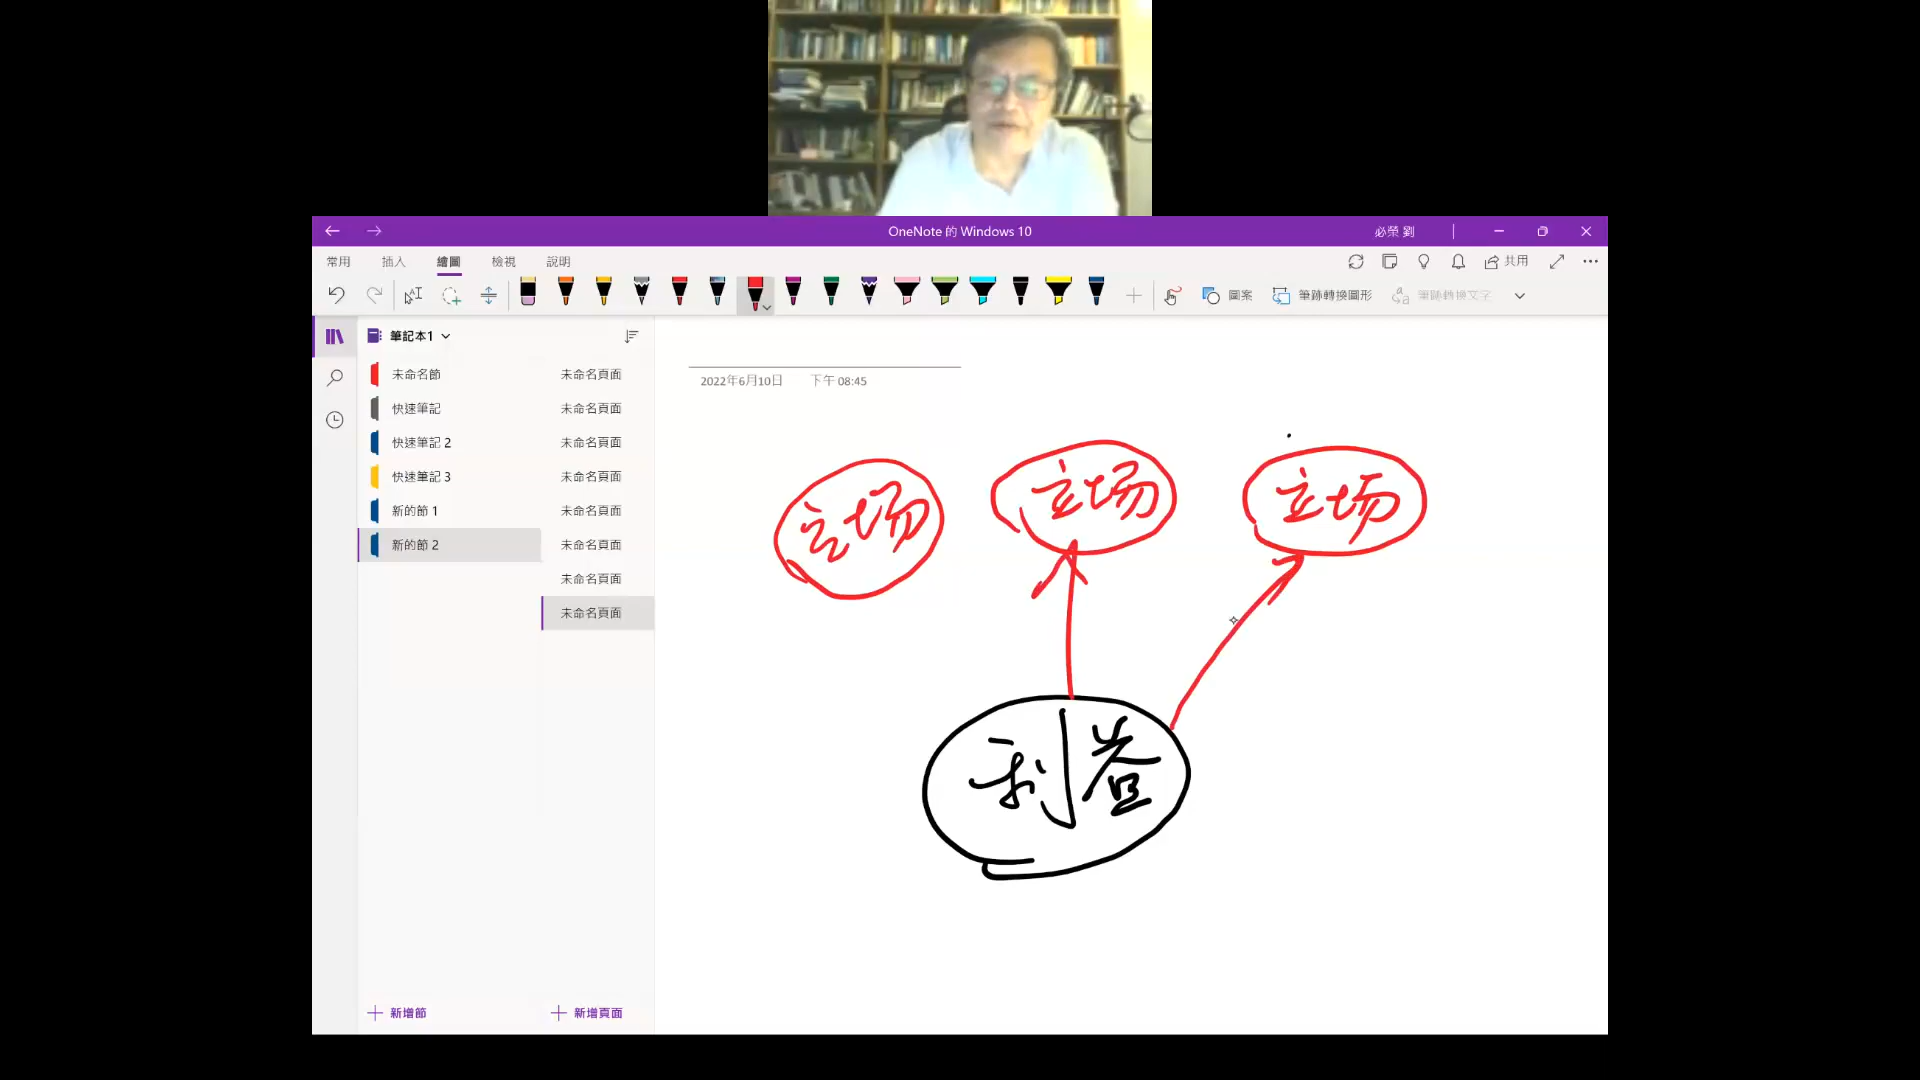 OneNote 的 Windows 10
必榮 劉
常用
插入
繪圖
檢視
說明
共用
圖案
筆跡轉換圖形
筆跡轉換文字
筆記本1
未命名節
快速筆記
快速筆記 2
快速筆記 3
新的節 1
新的節 2
未命名頁面
未命名頁面
未命名頁面
未命名頁面
未命名頁面
未命名頁面
未命名頁面
未命名頁面
新增節
新增頁面
2022年6月10日 下午 08:45
立场
立场
立场
利益